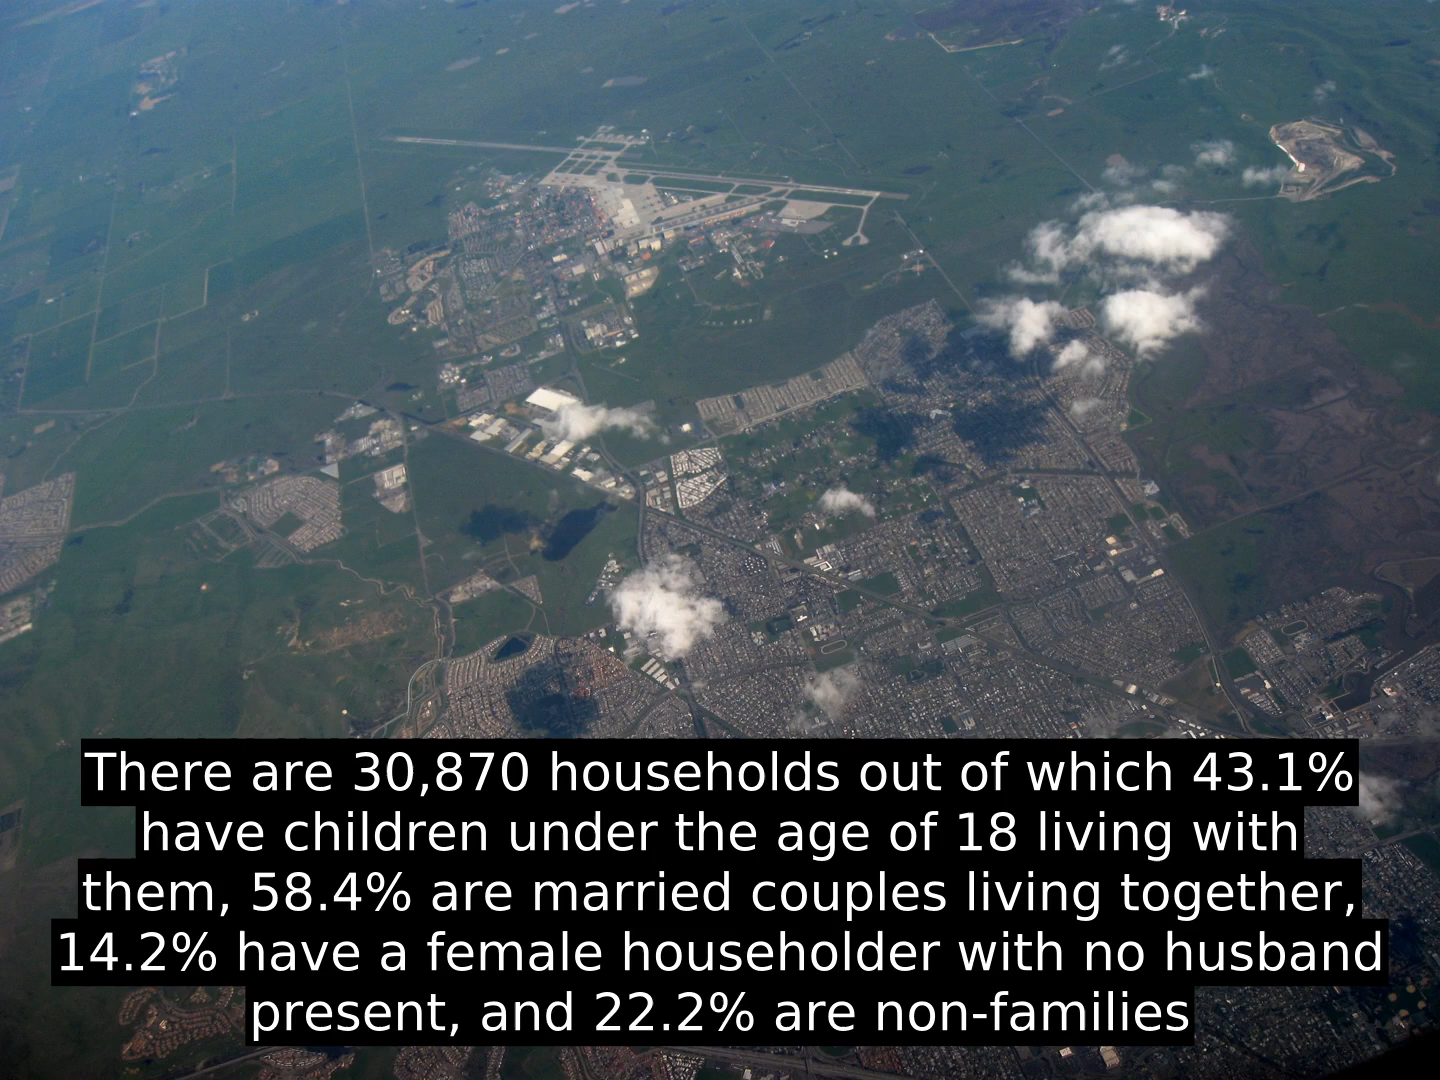 There are 30,870 households out of which 43.1%
have children under the age of 18 living with
them, 58.4% are married couples living together,
14.2% have a female householder with no husband
present, and 22.2% are non-families